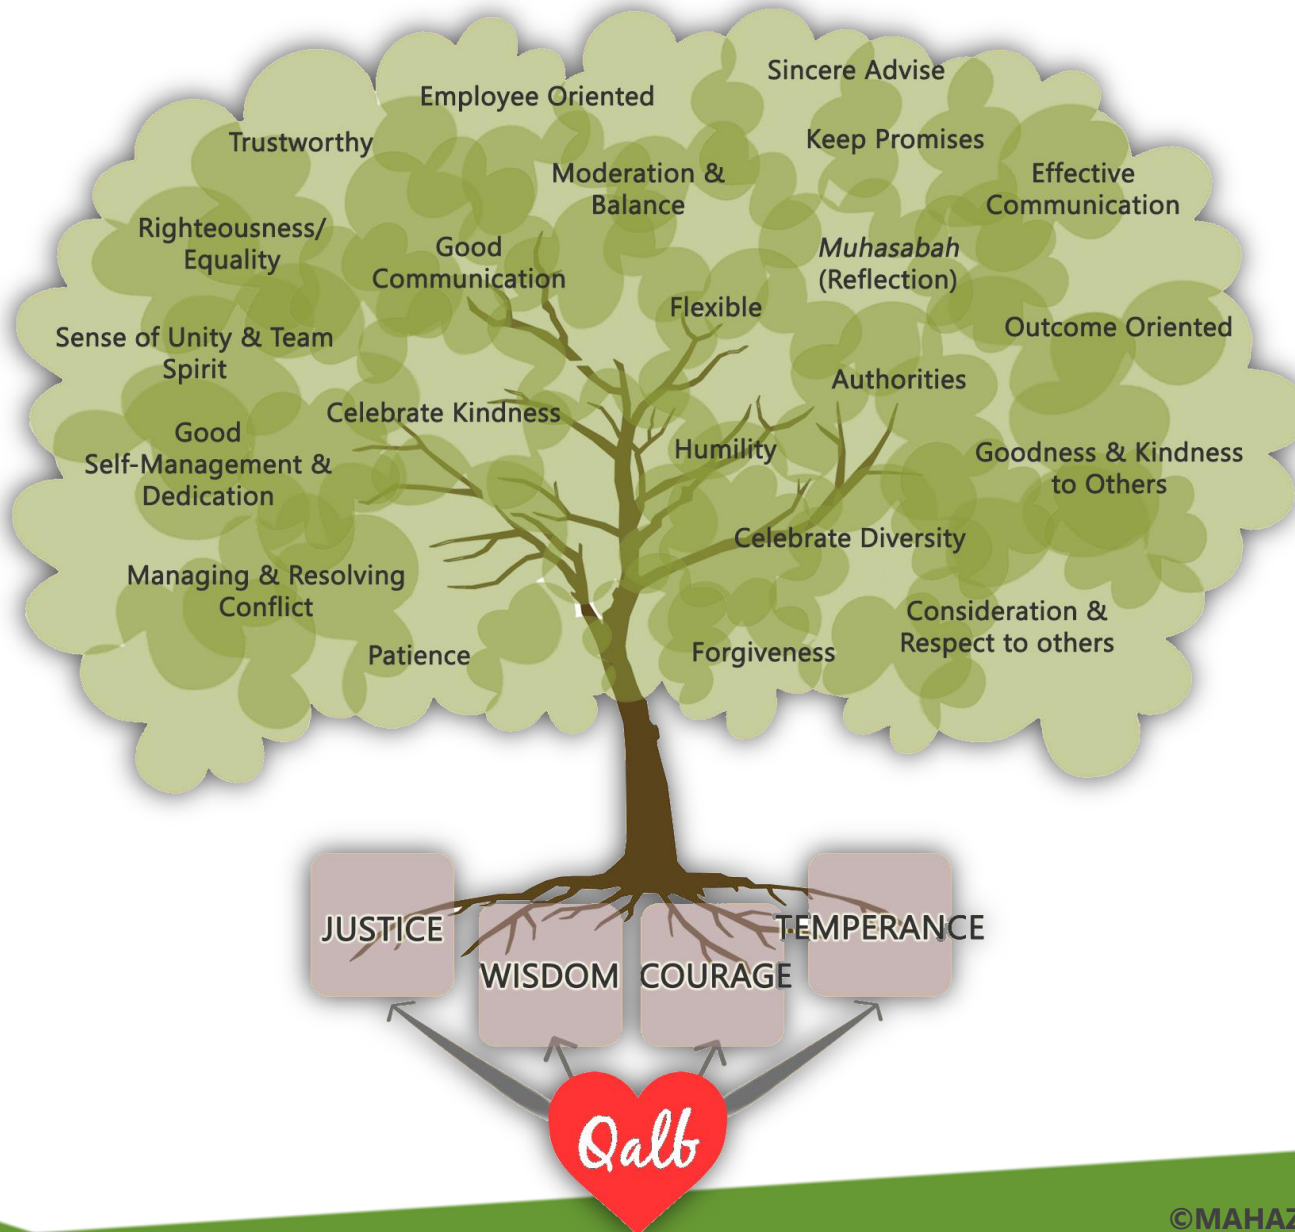 Sincere Advise
Employee Oriented
Trustworthy
Keep Promises
Moderation &
Balance
Effective
Communication
Righteousness/
Equality
Good
Communication
Muhasabah
(Reflection)
Flexible
Outcome Oriented
Sense of Unity & Team
Spirit
Authorities
Celebrate Kindness
Good
Self-Management &
Dedication
Humility
Goodness & Kindness
to Others
Celebrate Diversity
Managing & Resolving
Conflict
Consideration &
Respect to others
Patience
Forgiveness
JUSTICE
WISDOM
COURAGE
TEMPERANCE
Qalb
©MAHAZ